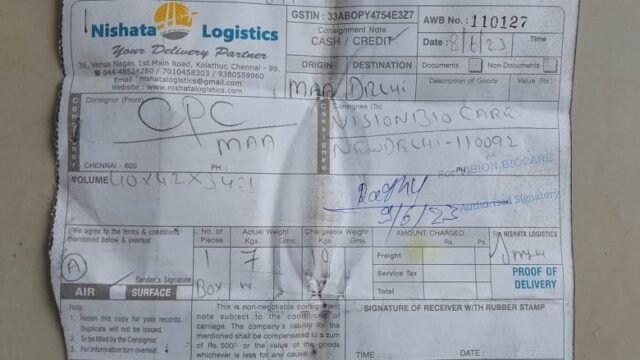 Nishata Logistics
Your Delivery Partner
36, Venus Nagar, 1st Main Road, Kolathur, Chennai - 99.
044-48524280 / 7010458303 / 9380559960
Email : nishatalogistics@gmail.com
Website : www.nishatalogistics.com
GSTIN : 33ABOPY4754E3Z7
Consignment Note
CASH / CREDIT
AWB No. : 110127
Date : 8/6/23 Time
ORIGIN DESTINATION
MAA DELHI
Documents Non-Documents
Description of Goods Value (Rs.)
Consignor
Consignor (From)
CPC
MAA
CHENNAI - 600 PH :
Consignee
Consignee (To)
VISIONBIO CARE
NEWDELHI-110092
PH
For VISION BIOCARE
VOLUME 40X42X34=1
9/6/23
Authorised Signatory
I/We agree to the terms & conditions
mentioned below & overleaf
A
Sender's Signature
AIR SURFACE
No. of Pieces Actual Weight Chargeable Weight
Kgs. Gms. Kgs. Gms.
1 7 10
BOX
AMOUNT CHARGED
Rs. Ps.
Freight
Service Tax
Total
For NISHATA LOGISTICS
PROOF OF
DELIVERY
Note :
1. Retain this copy for your records.
Duplicate will not be issued.
2. To be filled by the Consignor.
3. For information turn overleaf.
This is non-negotiable consignment
note subject to the conditions of
carriage. The company's liability for the
mentioned shall be compensated to a sum
of Rs. 500/- or the value of the goods
whichever is less for any cause.
SIGNATURE OF RECEIVER WITH RUBBER STAMP
TIME : DATE :